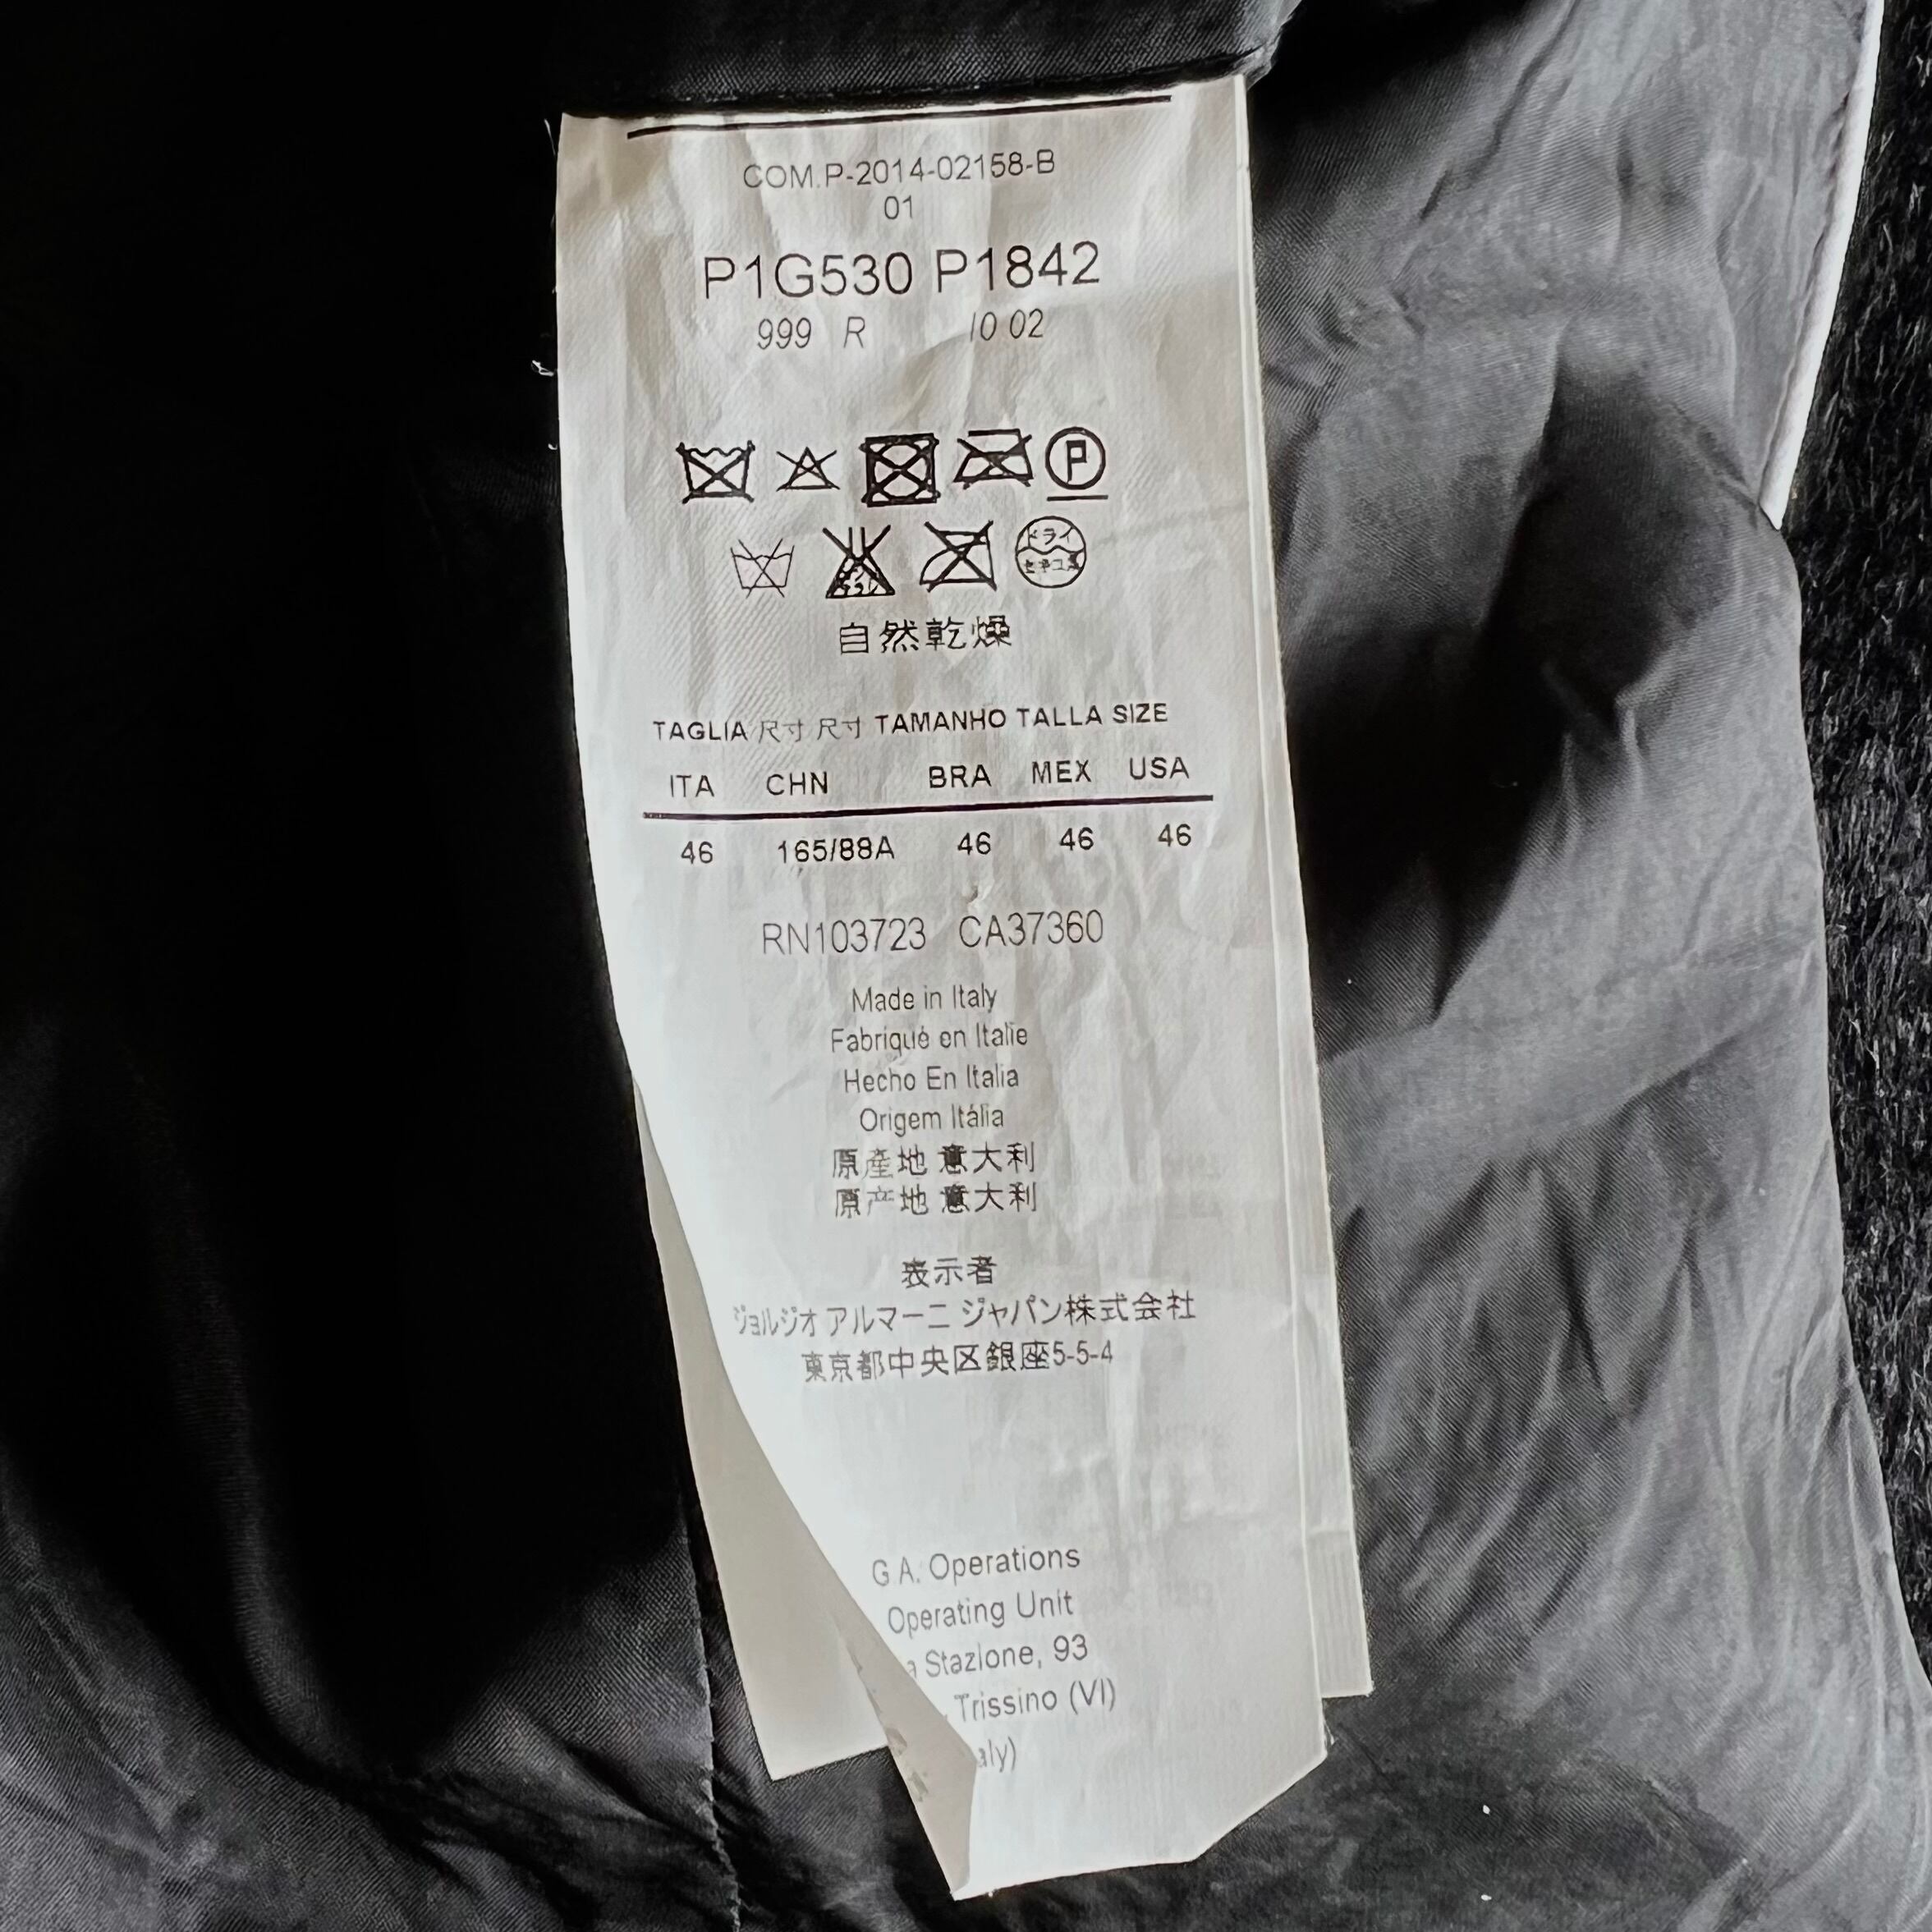 COM.P-2014-02158-B
01
P1G530 P1842
999 R /0 02
P
ドライ
自然乾燥
TAGLIA 尺寸 尺寸 TAMANHO TALLA SIZE
ITA CHN BRA MEX USA
46 165/88A 46 46 46
RN103723 CA37360
Made in Italy
Fabriqué en Italie
Hecho En Italia
Origem Itália
原產地 意大利
原产地 意大利
表示者
ジョルジオ アルマーニ ジャパン株式会社
東京都中央区銀座5-5-4
G A. Operations
Operating Unit
a Stazione, 93
Trissino (VI)
aly)